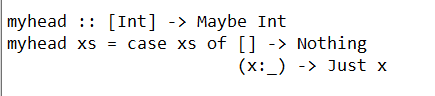 myhead :: [Int] -> Maybe Int
myhead xs = case xs of [] -> Nothing
                       (x:_) -> Just x